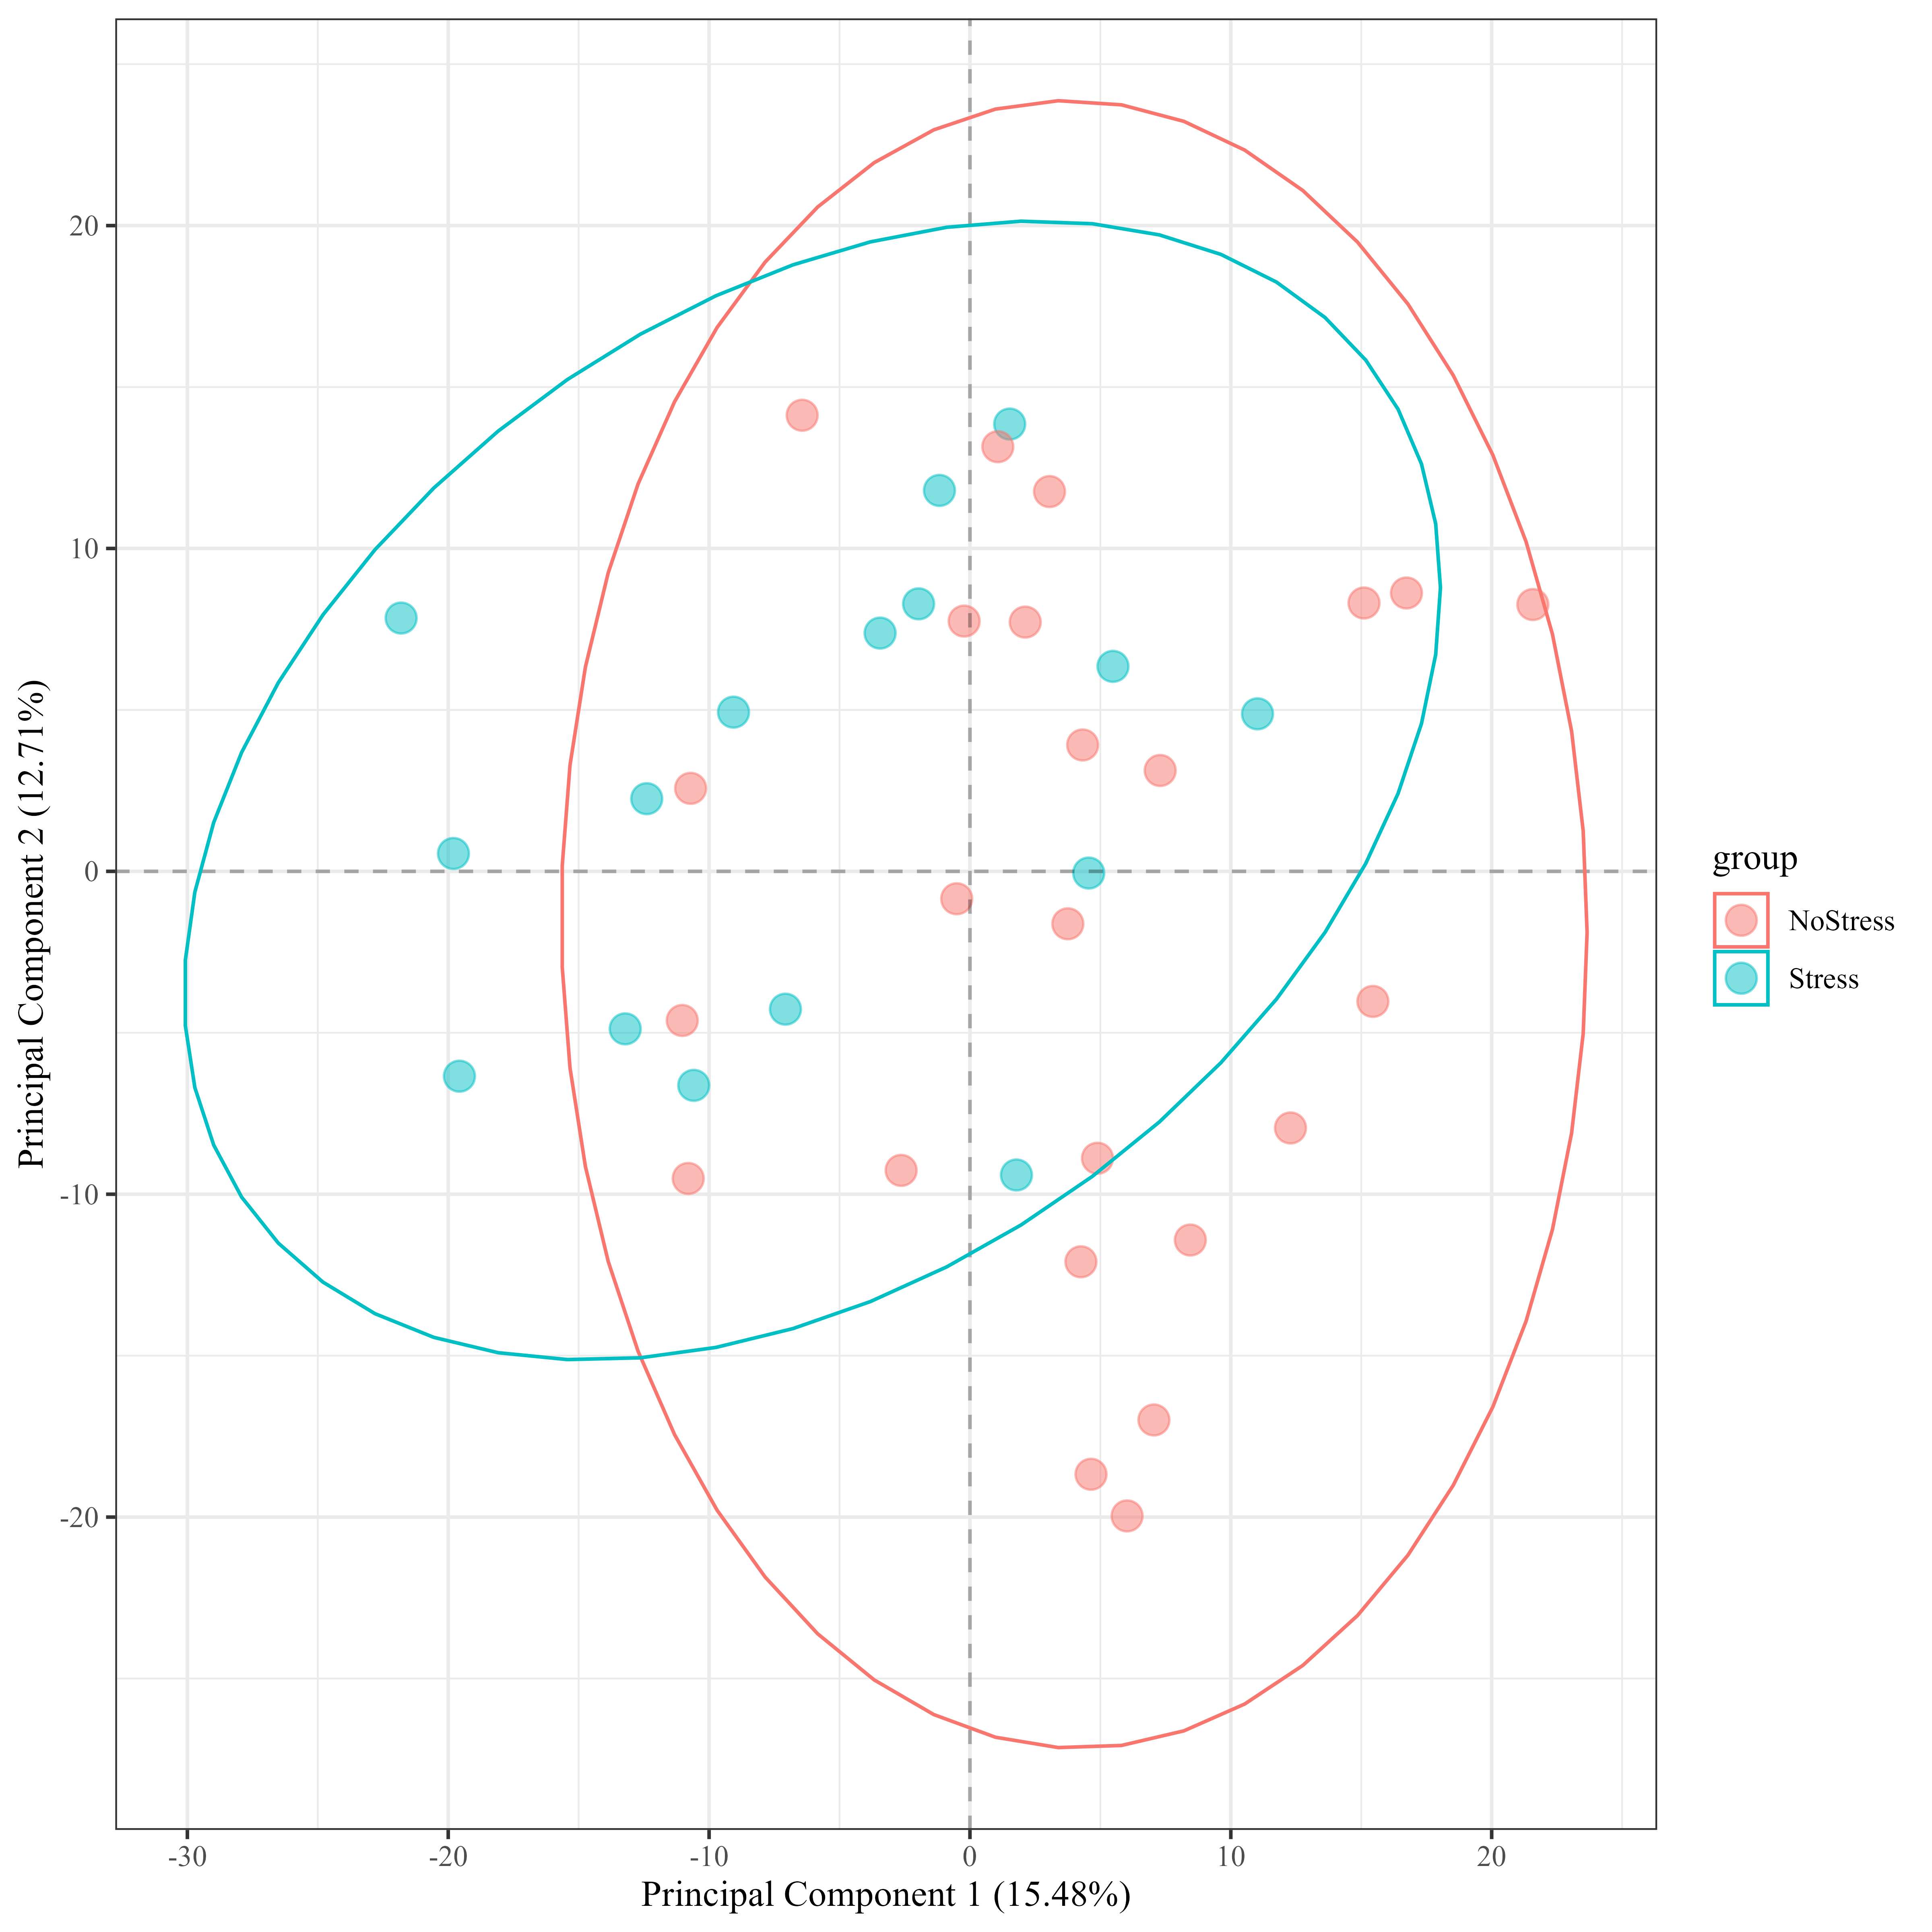 Principal Component 2 (12.71%)
20
10
0
-10
-20
-30
-20
-10
0
10
20
Principal Component 1 (15.48%)
group
NoStress
Stress